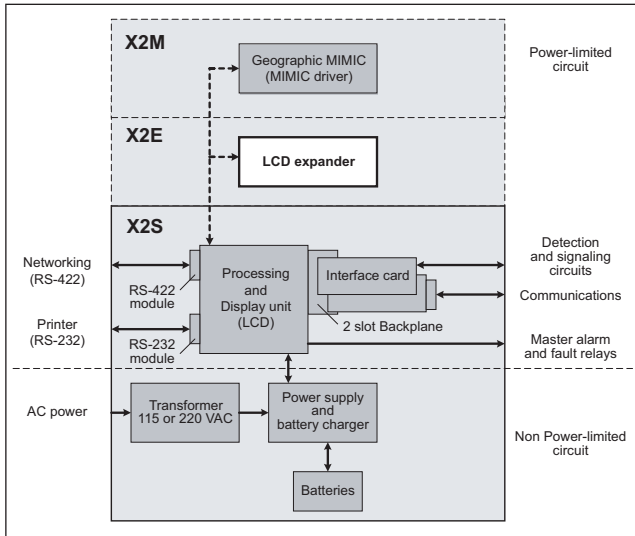 X2M
Geographic MIMIC
(MIMIC driver)
Power-limited
circuit
X2E
LCD expander
X2S
Networking
(RS-422)
RS-422
module
Processing
and
Display unit
(LCD)
Interface card
2 slot Backplane
Detection
and signaling
circuits
Communications
Printer
(RS-232)
RS-232
module
Master alarm
and fault relays
AC power
Transformer
115 or 220 VAC
Power supply
and
battery charger
Batteries
Non Power-limited
circuit